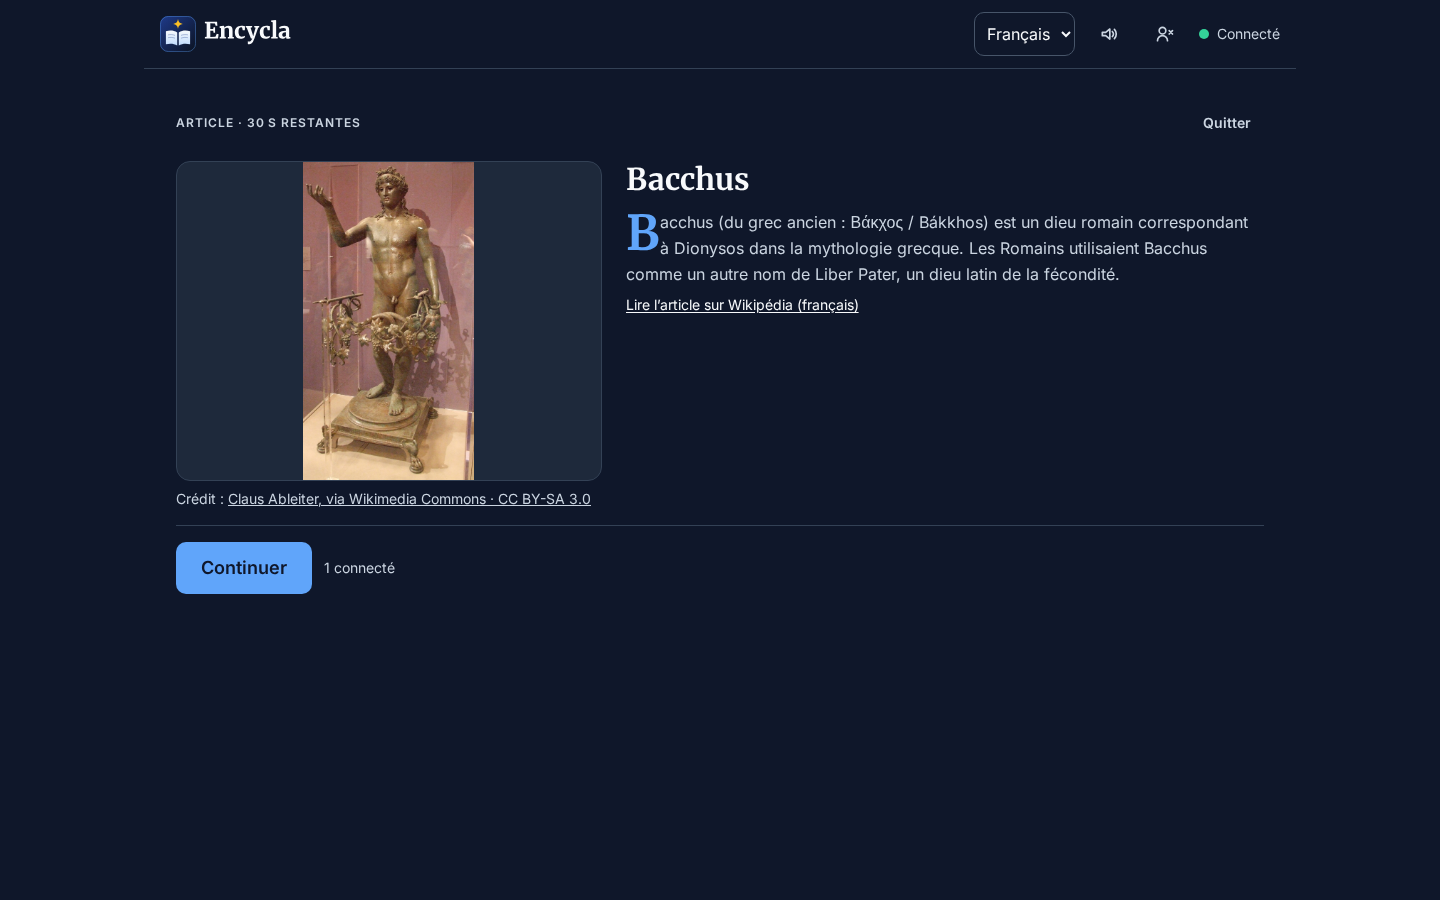 Encycla
Français
Connecté
ARTICLE · 30 S RESTANTES
Quitter
Bacchus
Bacchus (du grec ancien : Βάκχος / Bákkhos) est un dieu romain correspondant
à Dionysos dans la mythologie grecque. Les Romains utilisaient Bacchus
comme un autre nom de Liber Pater, un dieu latin de la fécondité.
Lire l’article sur Wikipédia (français)
Crédit : Claus Ableiter, via Wikimedia Commons · CC BY-SA 3.0
Continuer
1 connecté